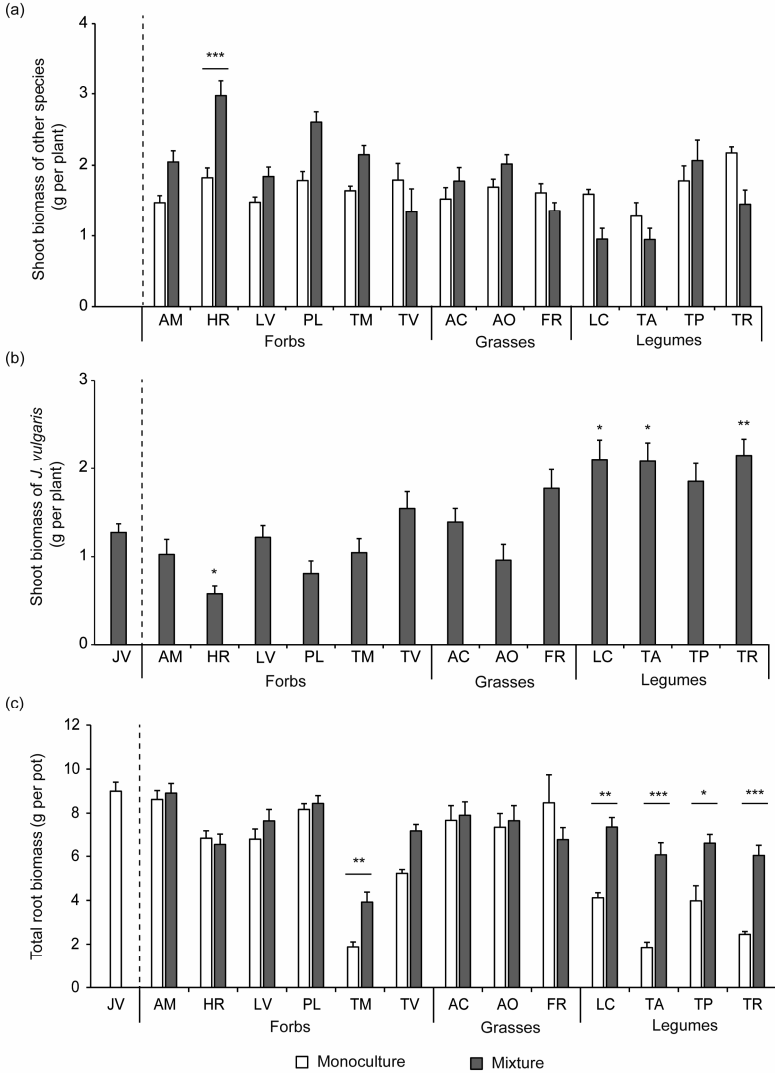 (a)
Shoot biomass of other species
(g per plant)
4
3
2
1
0
***
AM HR LV PL TM TV AC AO FR LC TA TP TR
Forbs Grasses Legumes
(b)
Shoot biomass of J. vulgaris
(g per plant)
3
2
1
0
* * * **
JV AM HR LV PL TM TV AC AO FR LC TA TP TR
Forbs Grasses Legumes
(c)
Total root biomass (g per pot)
12
10
8
6
4
2
0
** ** *** * ***
JV AM HR LV PL TM TV AC AO FR LC TA TP TR
Forbs Grasses Legumes
Monoculture Mixture